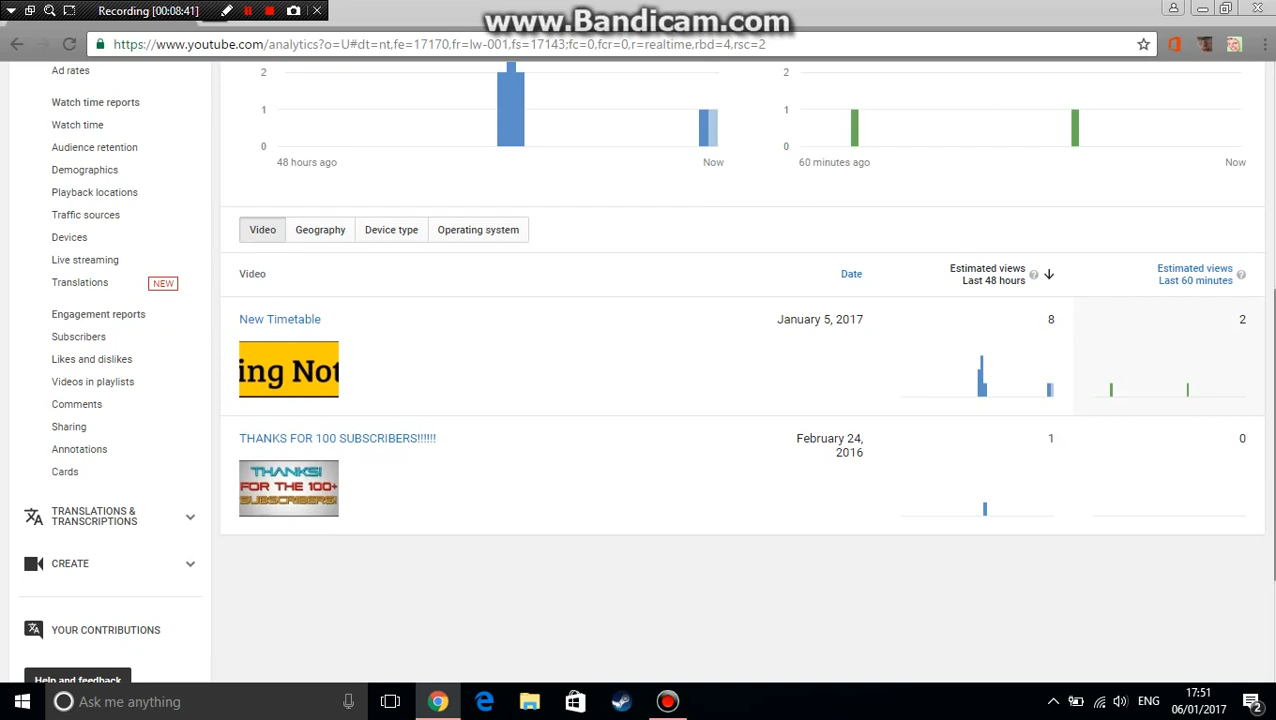 Recording [00:08:41]
www.Bandicam.com
https://www.youtube.com/analytics?o=U#dt=nt,fe=17170,fr=lw-001,fs=17143:fc=0,fcr=0,r=realtime,rbd=4,rsc=2
Ad rates
Watch time reports
Watch time
Audience retention
Demographics
Playback locations
Traffic sources
Devices
Live streaming
Translations NEW
Engagement reports
Subscribers
Likes and dislikes
Videos in playlists
Comments
Sharing
Annotations
Cards
TRANSLATIONS &
TRANSCRIPTIONS
CREATE
YOUR CONTRIBUTIONS
Help and feedback
2
1
0
48 hours ago Now
2
1
0
60 minutes ago Now
Video Geography Device type Operating system
Video Date
Estimated views
Last 48 hours
?
Estimated views
Last 60 minutes
?
New Timetable January 5, 2017 8 2
ing Not
THANKS FOR 100 SUBSCRIBERS!!!!!! February 24,
2016
1 0
THANKS!
FOR THE 100+
SUBSCRIBERS!
Ask me anything
ENG
17:51
06/01/2017
2